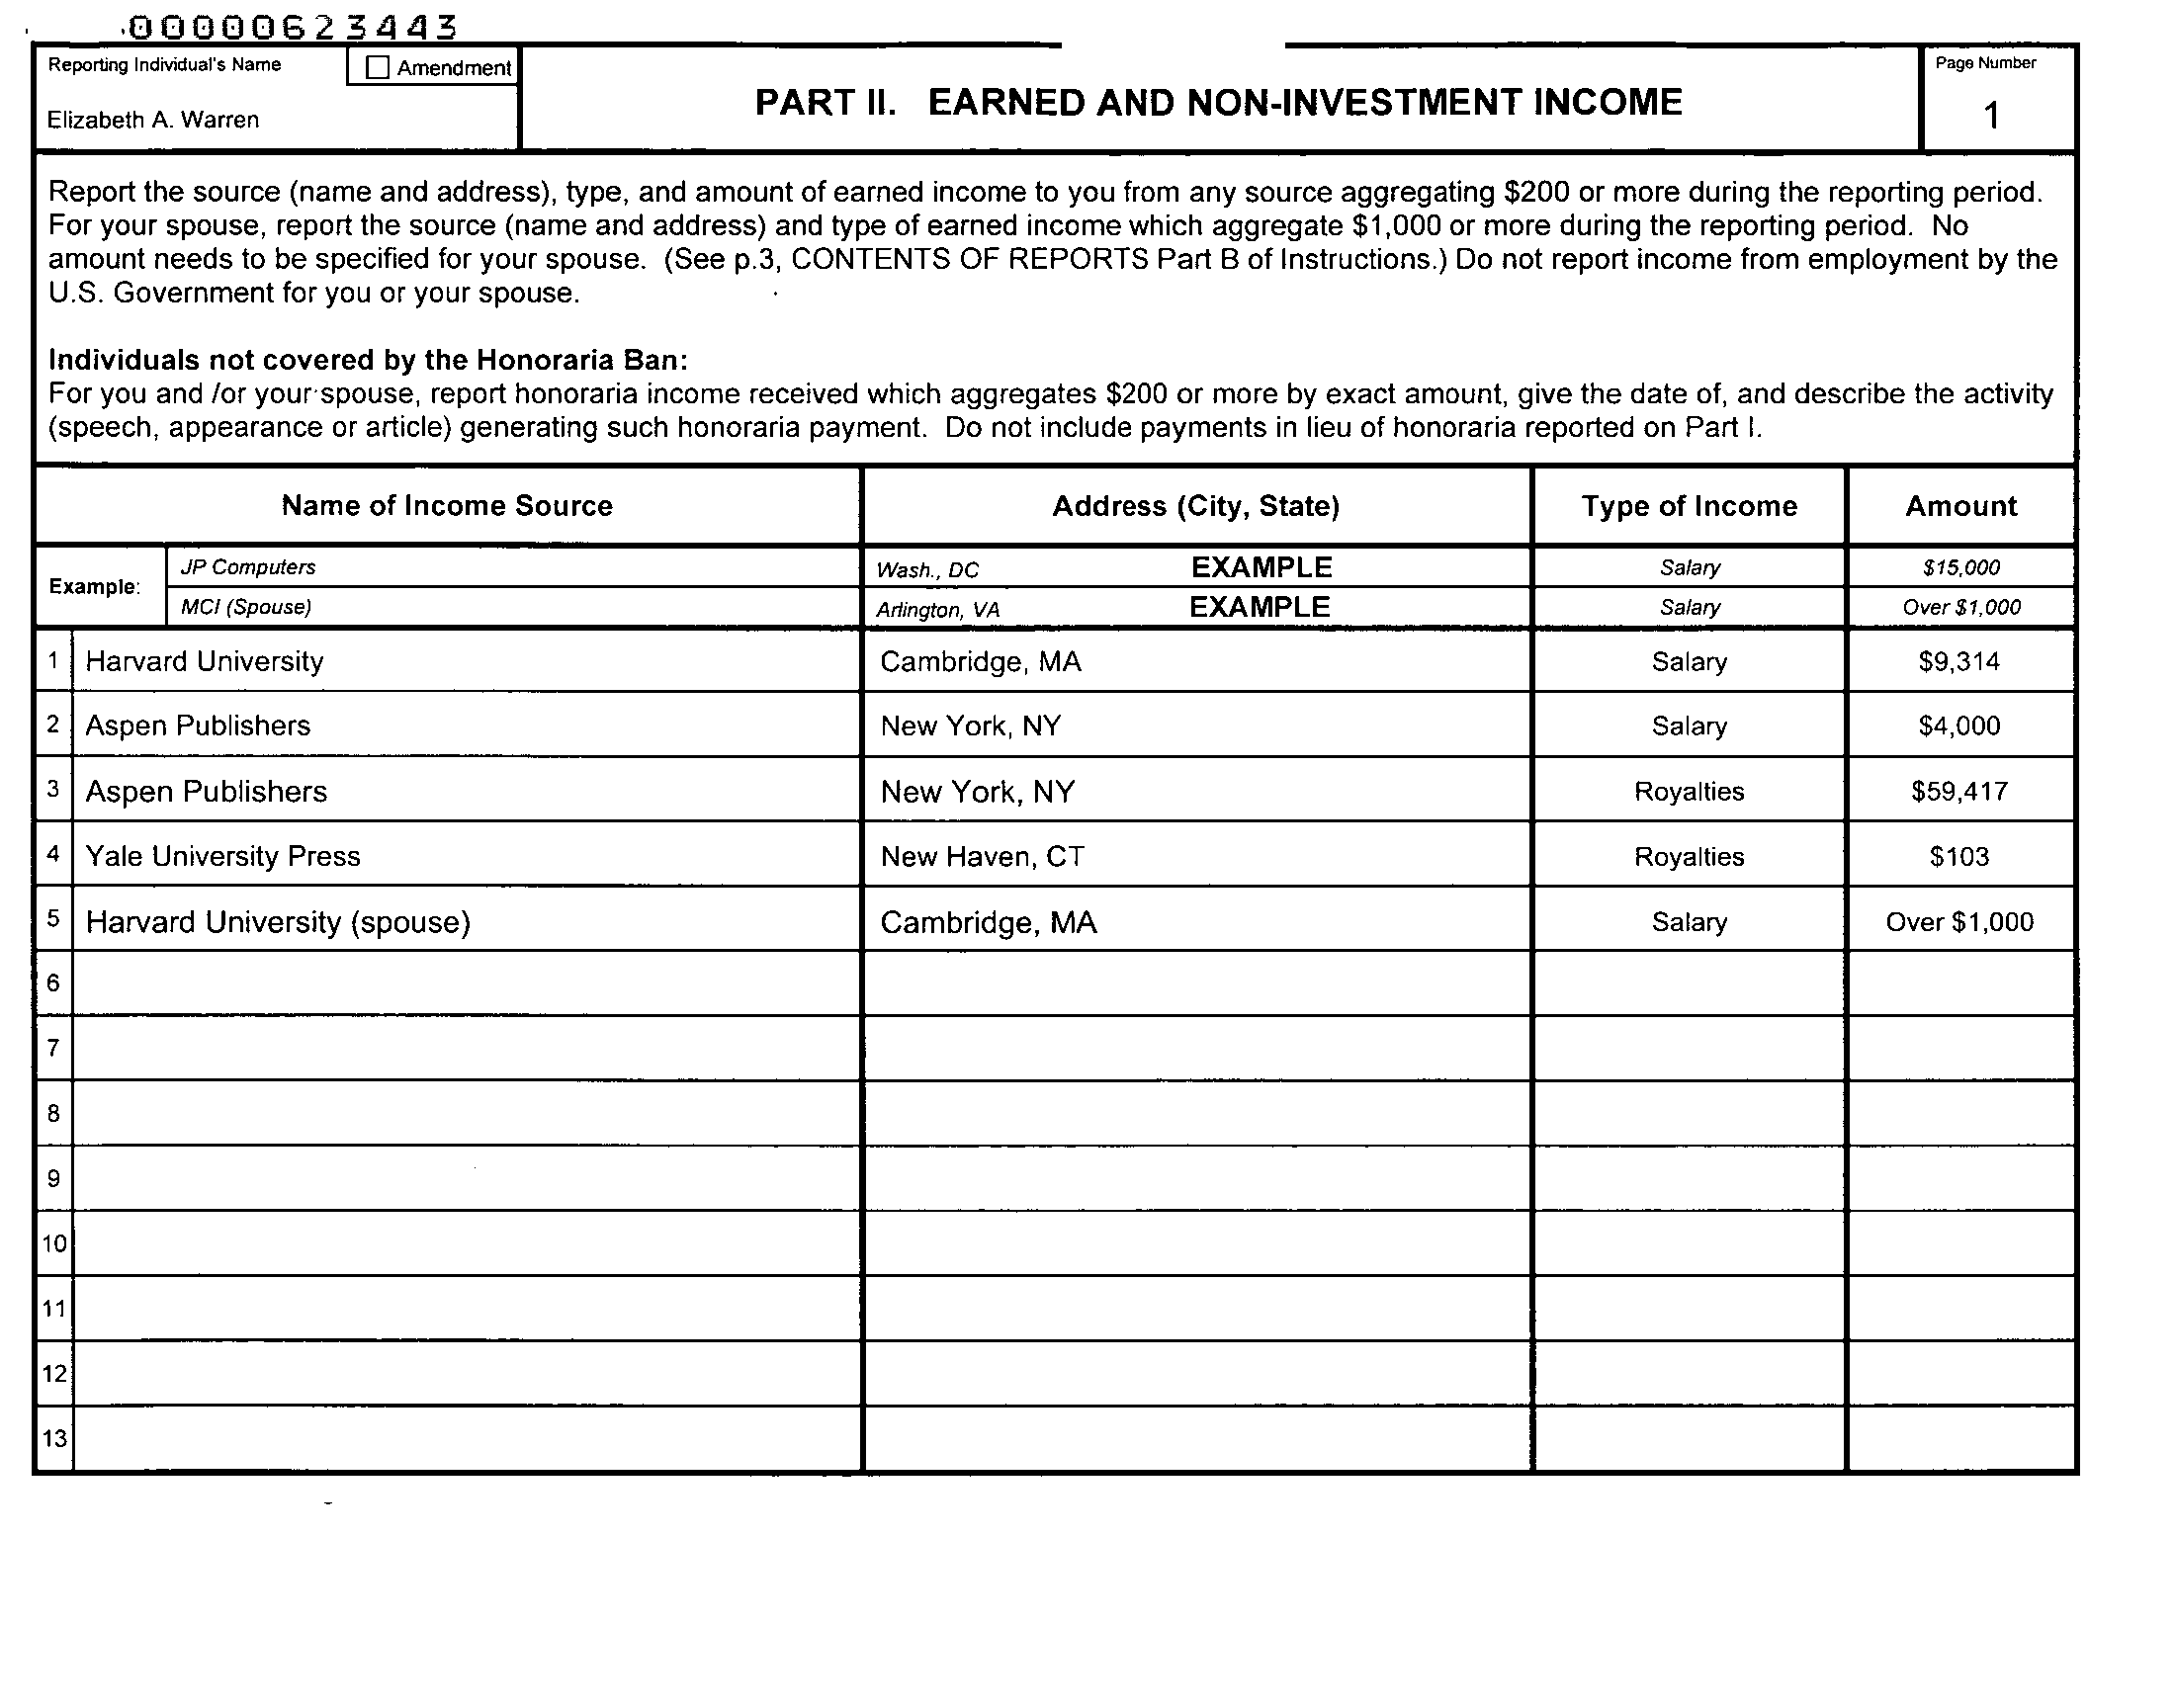 00000623443
Reporting Individual's Name
☐ Amendment
Elizabeth A. Warren
PART II. EARNED AND NON-INVESTMENT INCOME
Page Number
1
Report the source (name and address), type, and amount of earned income to you from any source aggregating $200 or more during the reporting period.
For your spouse, report the source (name and address) and type of earned income which aggregate $1,000 or more during the reporting period. No
amount needs to be specified for your spouse. (See p.3, CONTENTS OF REPORTS Part B of Instructions.) Do not report income from employment by the
U.S. Government for you or your spouse.
Individuals not covered by the Honoraria Ban:
For you and /or your spouse, report honoraria income received which aggregates $200 or more by exact amount, give the date of, and describe the activity
(speech, appearance or article) generating such honoraria payment. Do not include payments in lieu of honoraria reported on Part I.
Name of Income Source Address (City, State) Type of Income Amount
Example:
JP Computers Wash., DC EXAMPLE Salary $15,000
MCI (Spouse) Arlington, VA EXAMPLE Salary Over $1,000
1 Harvard University Cambridge, MA Salary $9,314
2 Aspen Publishers New York, NY Salary $4,000
3 Aspen Publishers New York, NY Royalties $59,417
4 Yale University Press New Haven, CT Royalties $103
5 Harvard University (spouse) Cambridge, MA Salary Over $1,000
6
7
8
9
10
11
12
13